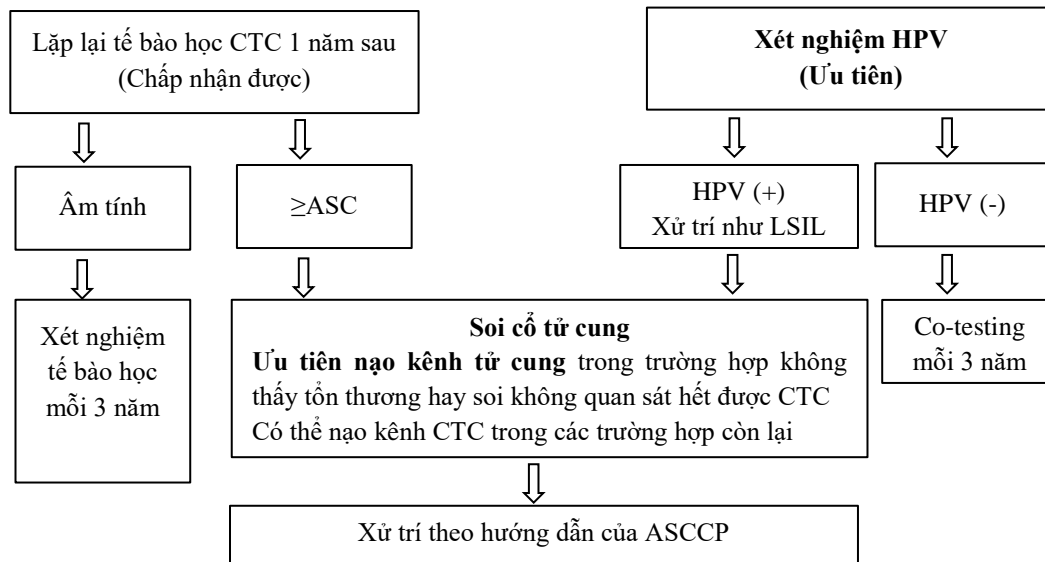 Lặp lại tế bào học CTC 1 năm sau
(Chấp nhận được)
Xét nghiệm HPV
(Ưu tiên)
Âm tính
≥ASC
HPV (+)
Xử trí như LSIL
HPV (-)
Xét nghiệm
tế bào học
mỗi 3 năm
Soi cổ tử cung
Ưu tiên nạo kênh tử cung trong trường hợp không
thấy tổn thương hay soi không quan sát hết được CTC
Có thể nạo kênh CTC trong các trường hợp còn lại
Co-testing
mỗi 3 năm
Xử trí theo hướng dẫn của ASCCP